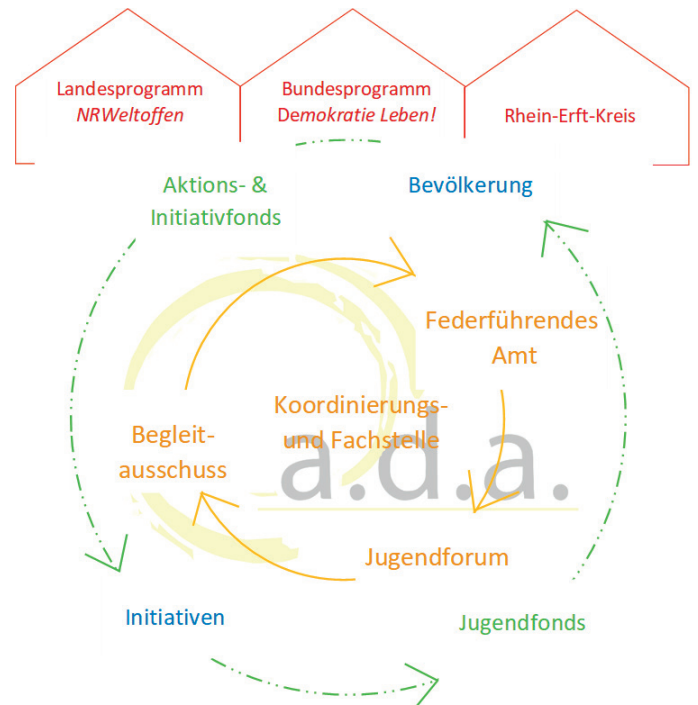 Landesprogramm
NRWeltoffen
Bundesprogramm
Demokratie Leben!
Rhein-Erft-Kreis
Aktions- &
Initiativfonds
Bevölkerung
Federführendes
Amt
Koordinierungs-
und Fachstelle
a.d.a.
Begleit-
ausschuss
Jugendforum
Initiativen
Jugendfonds